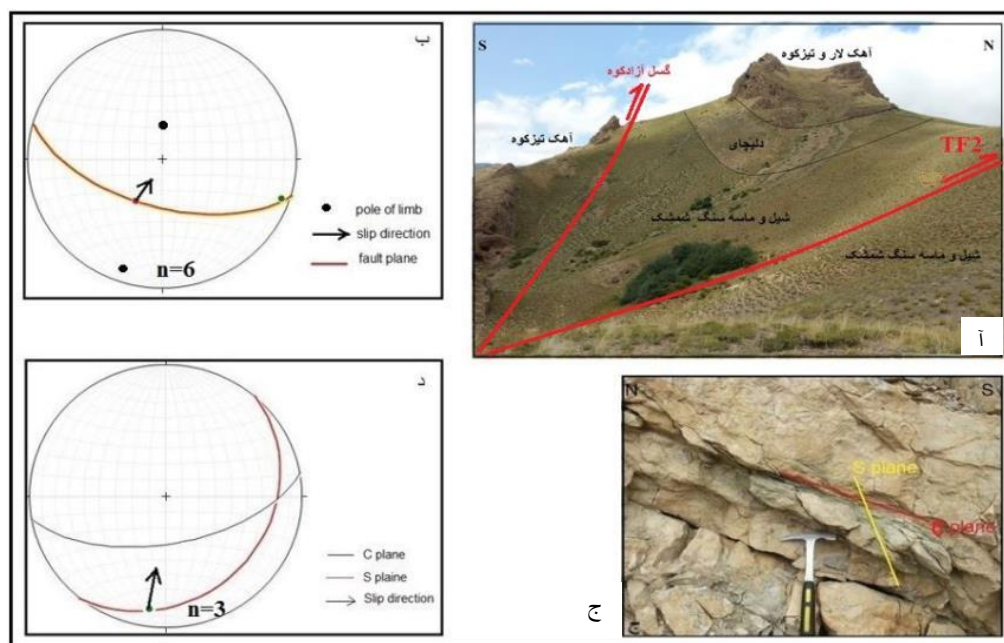 ب
n=6
pole of limb
slip direction
fault plane
S
N
آهک لار و تیزکوه
گسل آزادکوه
آهک تیزکوه
دلیچای
TF2
شیل و ماسه سنگ شمشک
شیل و ماسه سنگ شمشک
آ
د
n=3
C plane
S plaine
Slip direction
N
S
S plane
C plane
ج
ج